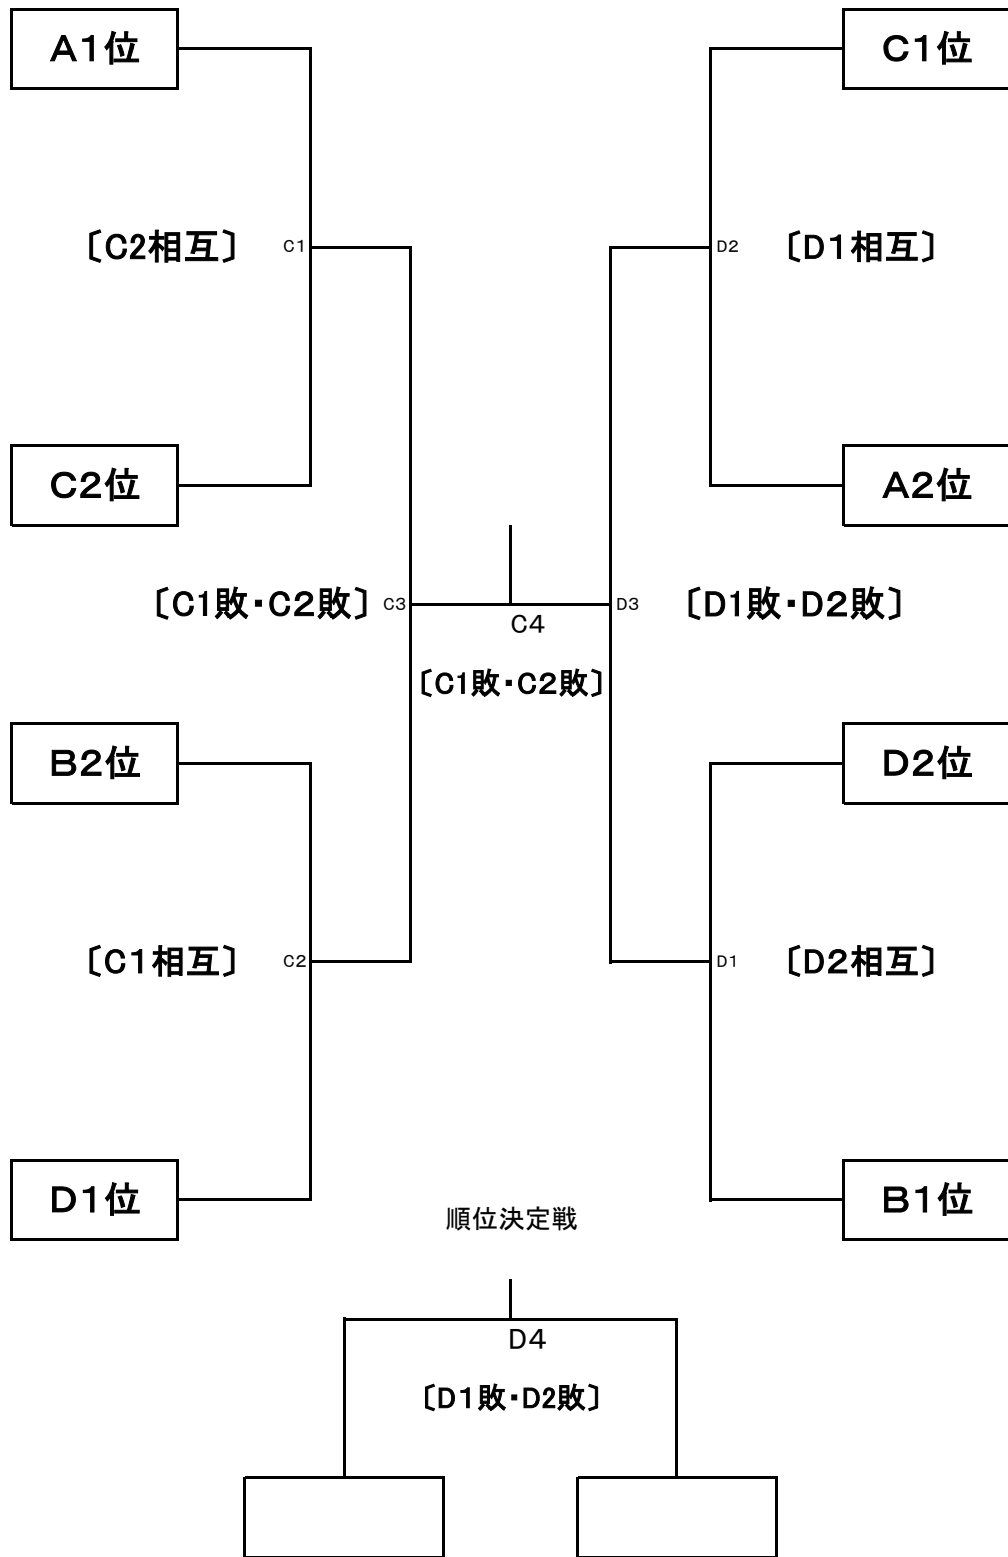 A1位
C1位
〔C2相互〕
C1
D2
〔D1相互〕
C2位
A2位
〔C1敗・C2敗〕
C3
D3
〔D1敗・D2敗〕
C4
〔C1敗・C2敗〕
B2位
D2位
〔C1相互〕
C2
D1
〔D2相互〕
D1位
B1位
順位決定戦
D4
〔D1敗・D2敗〕